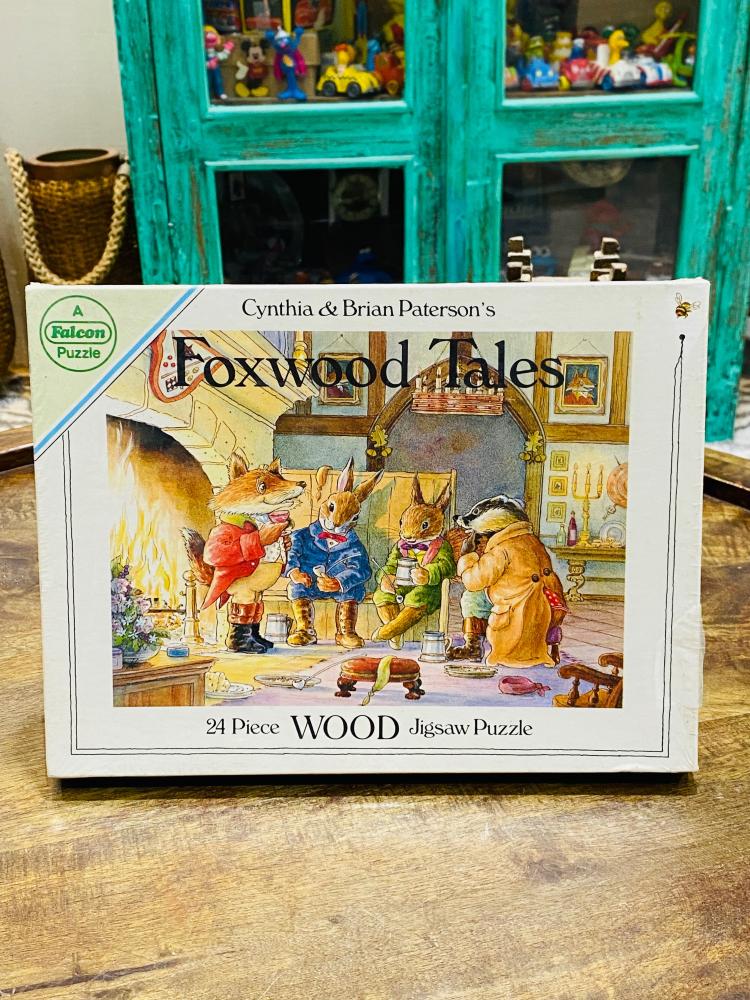 A
Falcon
Puzzle
Cynthia & Brian Paterson's
Foxwood Tales
24 Piece WOOD Jigsaw Puzzle